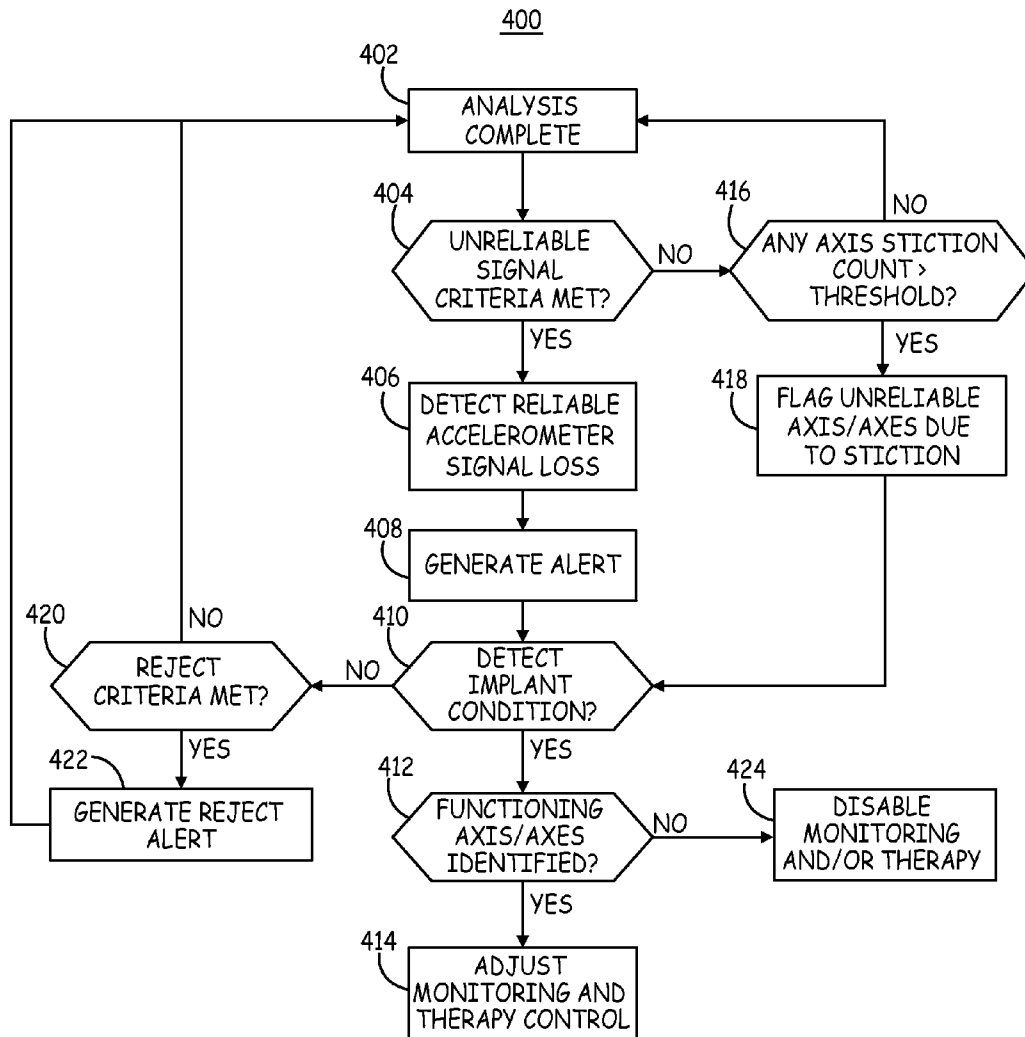 400
402
ANALYSIS
COMPLETE
404
UNRELIABLE
SIGNAL
CRITERIA MET?
NO
YES
416
ANY AXIS STICTION
COUNT >
THRESHOLD?
NO
YES
406
DETECT RELIABLE
ACCELEROMETER
SIGNAL LOSS
418
FLAG UNRELIABLE
AXIS/AXES DUE
TO STICTION
408
GENERATE ALERT
410
DETECT
IMPLANT
CONDITION?
NO
YES
420
REJECT
CRITERIA MET?
NO
YES
422
GENERATE REJECT
ALERT
412
FUNCTIONING
AXIS/AXES
IDENTIFIED?
NO
YES
424
DISABLE
MONITORING
AND/OR THERAPY
414
ADJUST
MONITORING AND
THERAPY CONTROL